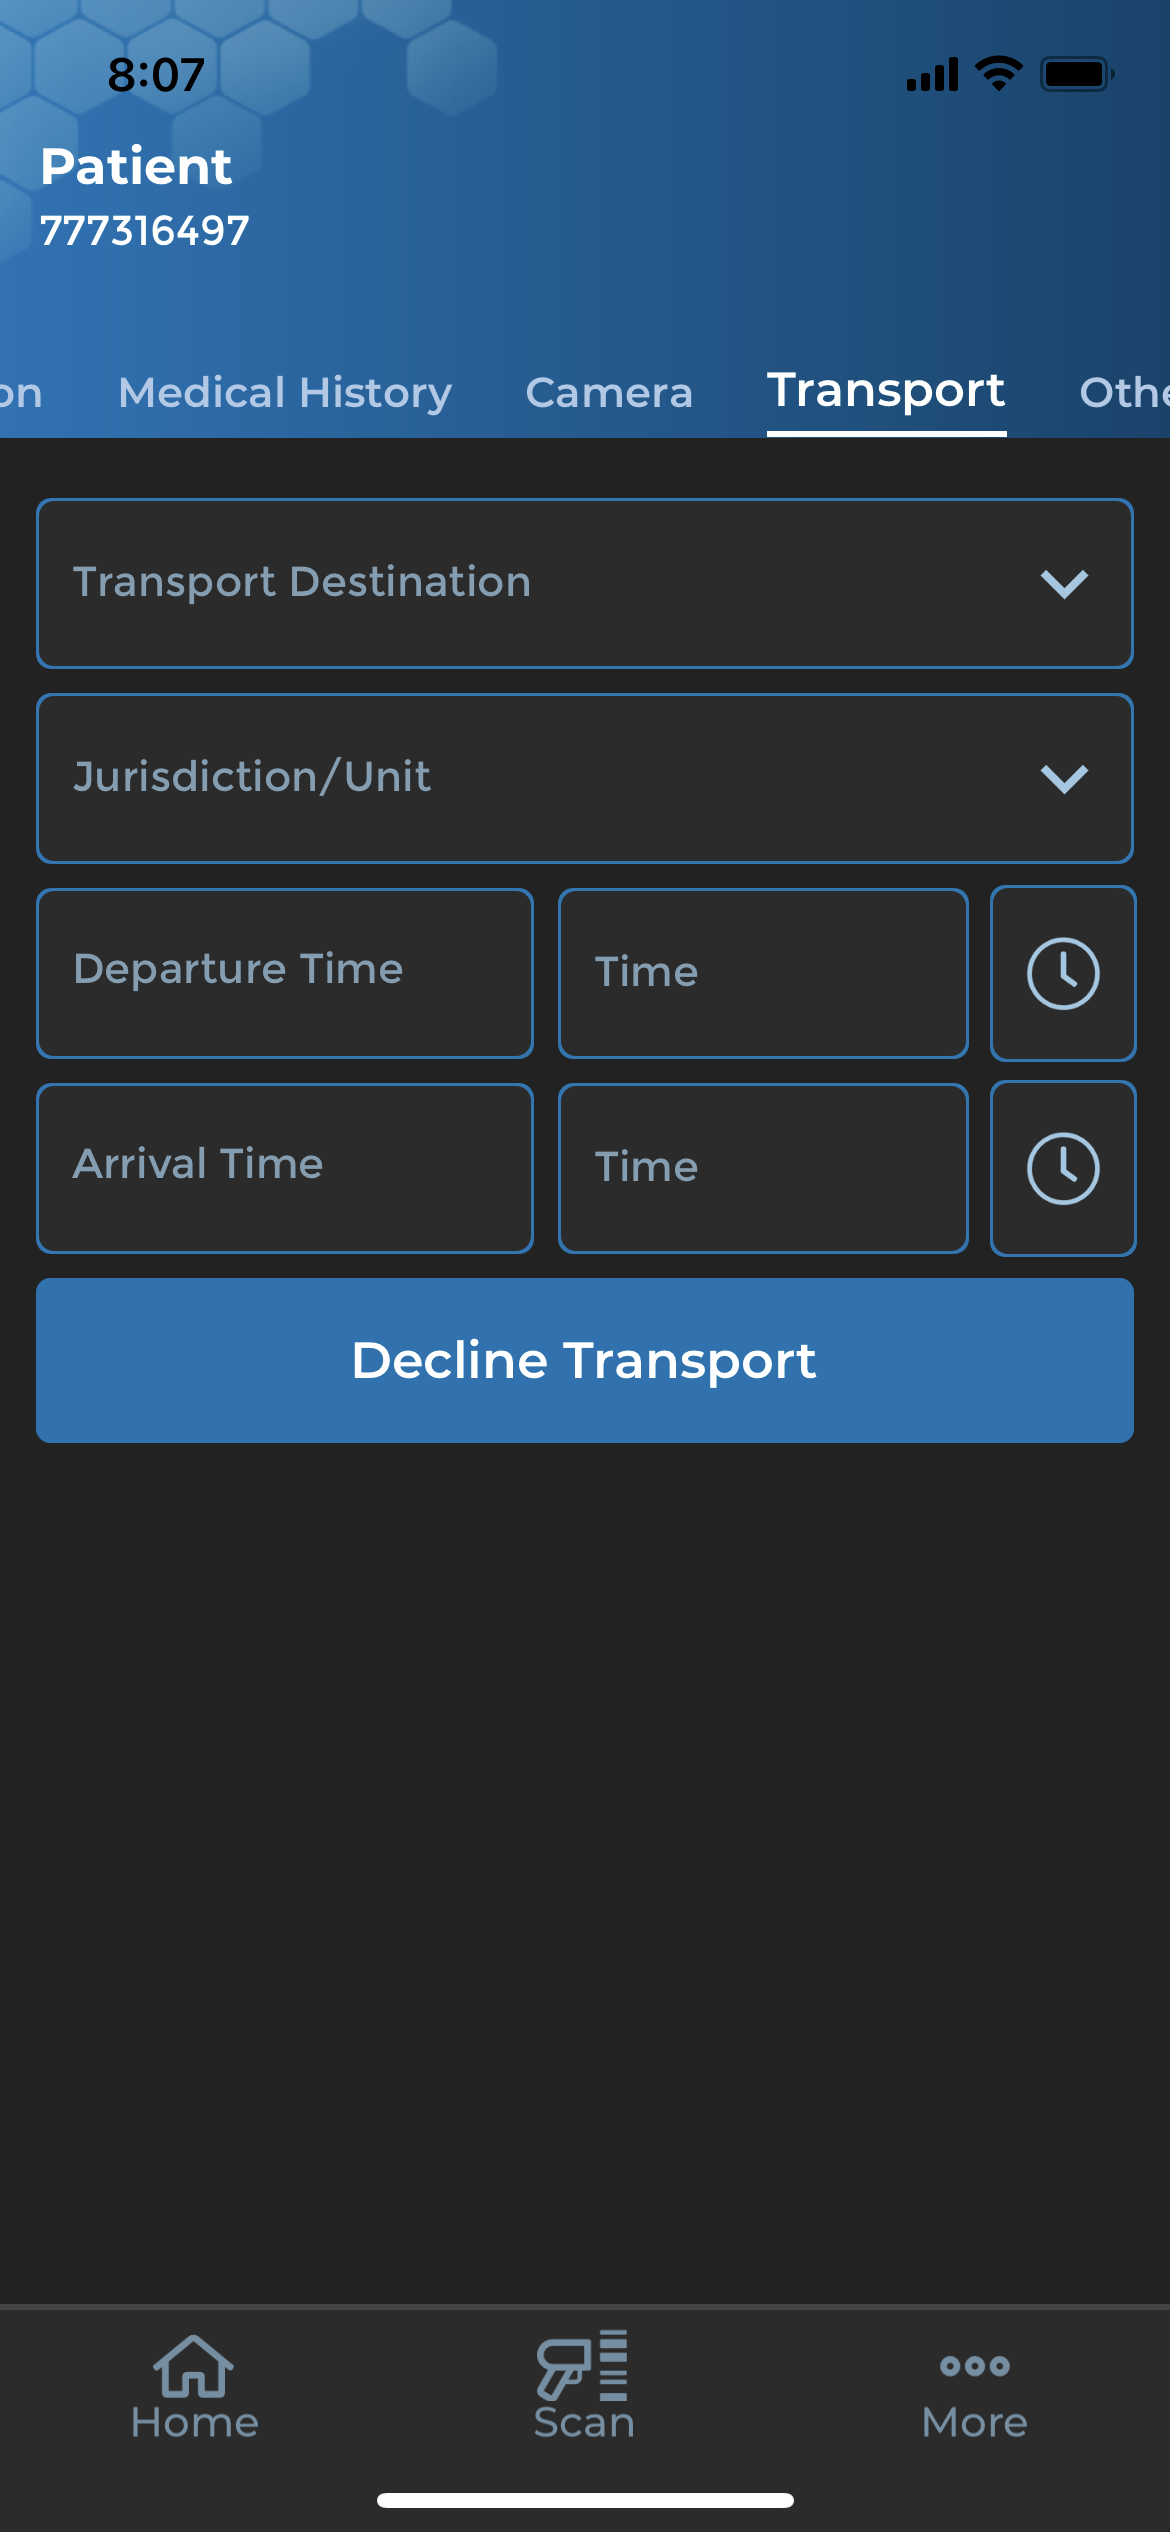 8:07
Patient
777316497
on Medical History Camera Transport Othe
Transport Destination
Jurisdiction/Unit
Departure Time Time
Arrival Time Time
Decline Transport
Home Scan More